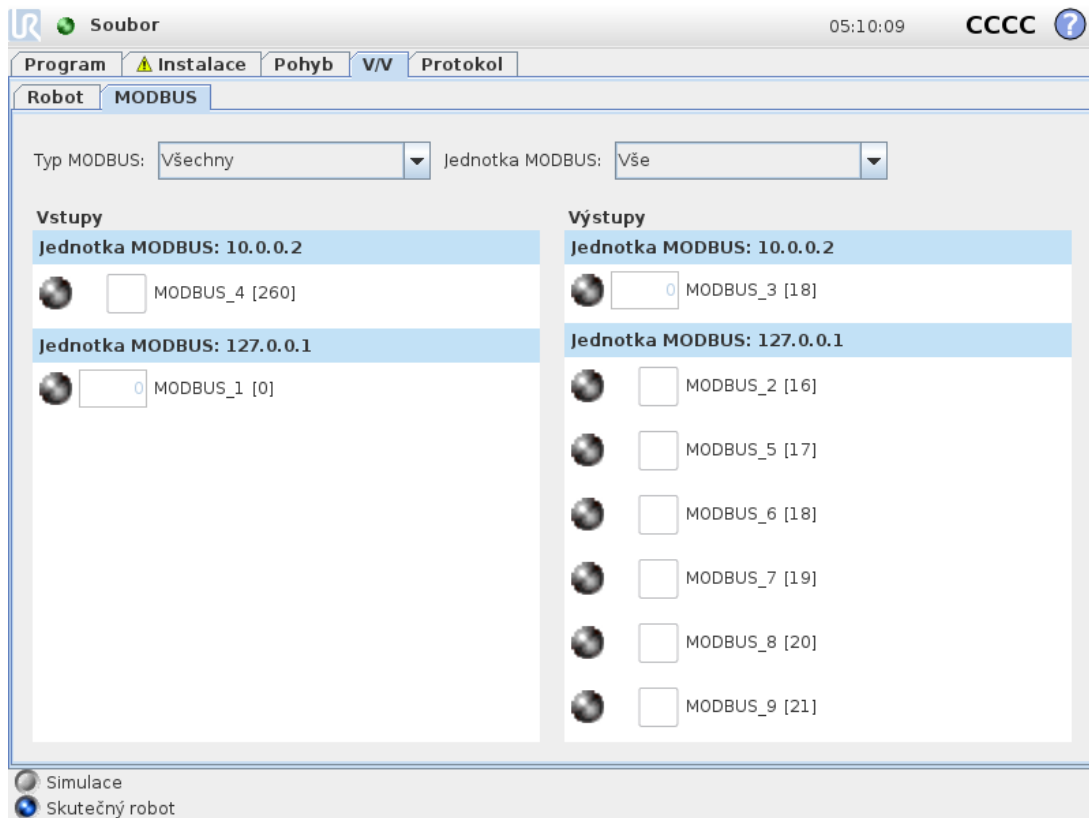 UR Soubor 05:10:09 CCCC ?
Program Instalace Pohyb V/V Protokol
Robot MODBUS
Typ MODBUS: Všechny Jednotka MODBUS: Vše
Vstupy
Jednotka MODBUS: 10.0.0.2
MODBUS_4 [260]
Jednotka MODBUS: 127.0.0.1
0 MODBUS_1 [0]
Výstupy
Jednotka MODBUS: 10.0.0.2
0 MODBUS_3 [18]
Jednotka MODBUS: 127.0.0.1
MODBUS_2 [16]
MODBUS_5 [17]
MODBUS_6 [18]
MODBUS_7 [19]
MODBUS_8 [20]
MODBUS_9 [21]
Simulace
Skutečný robot